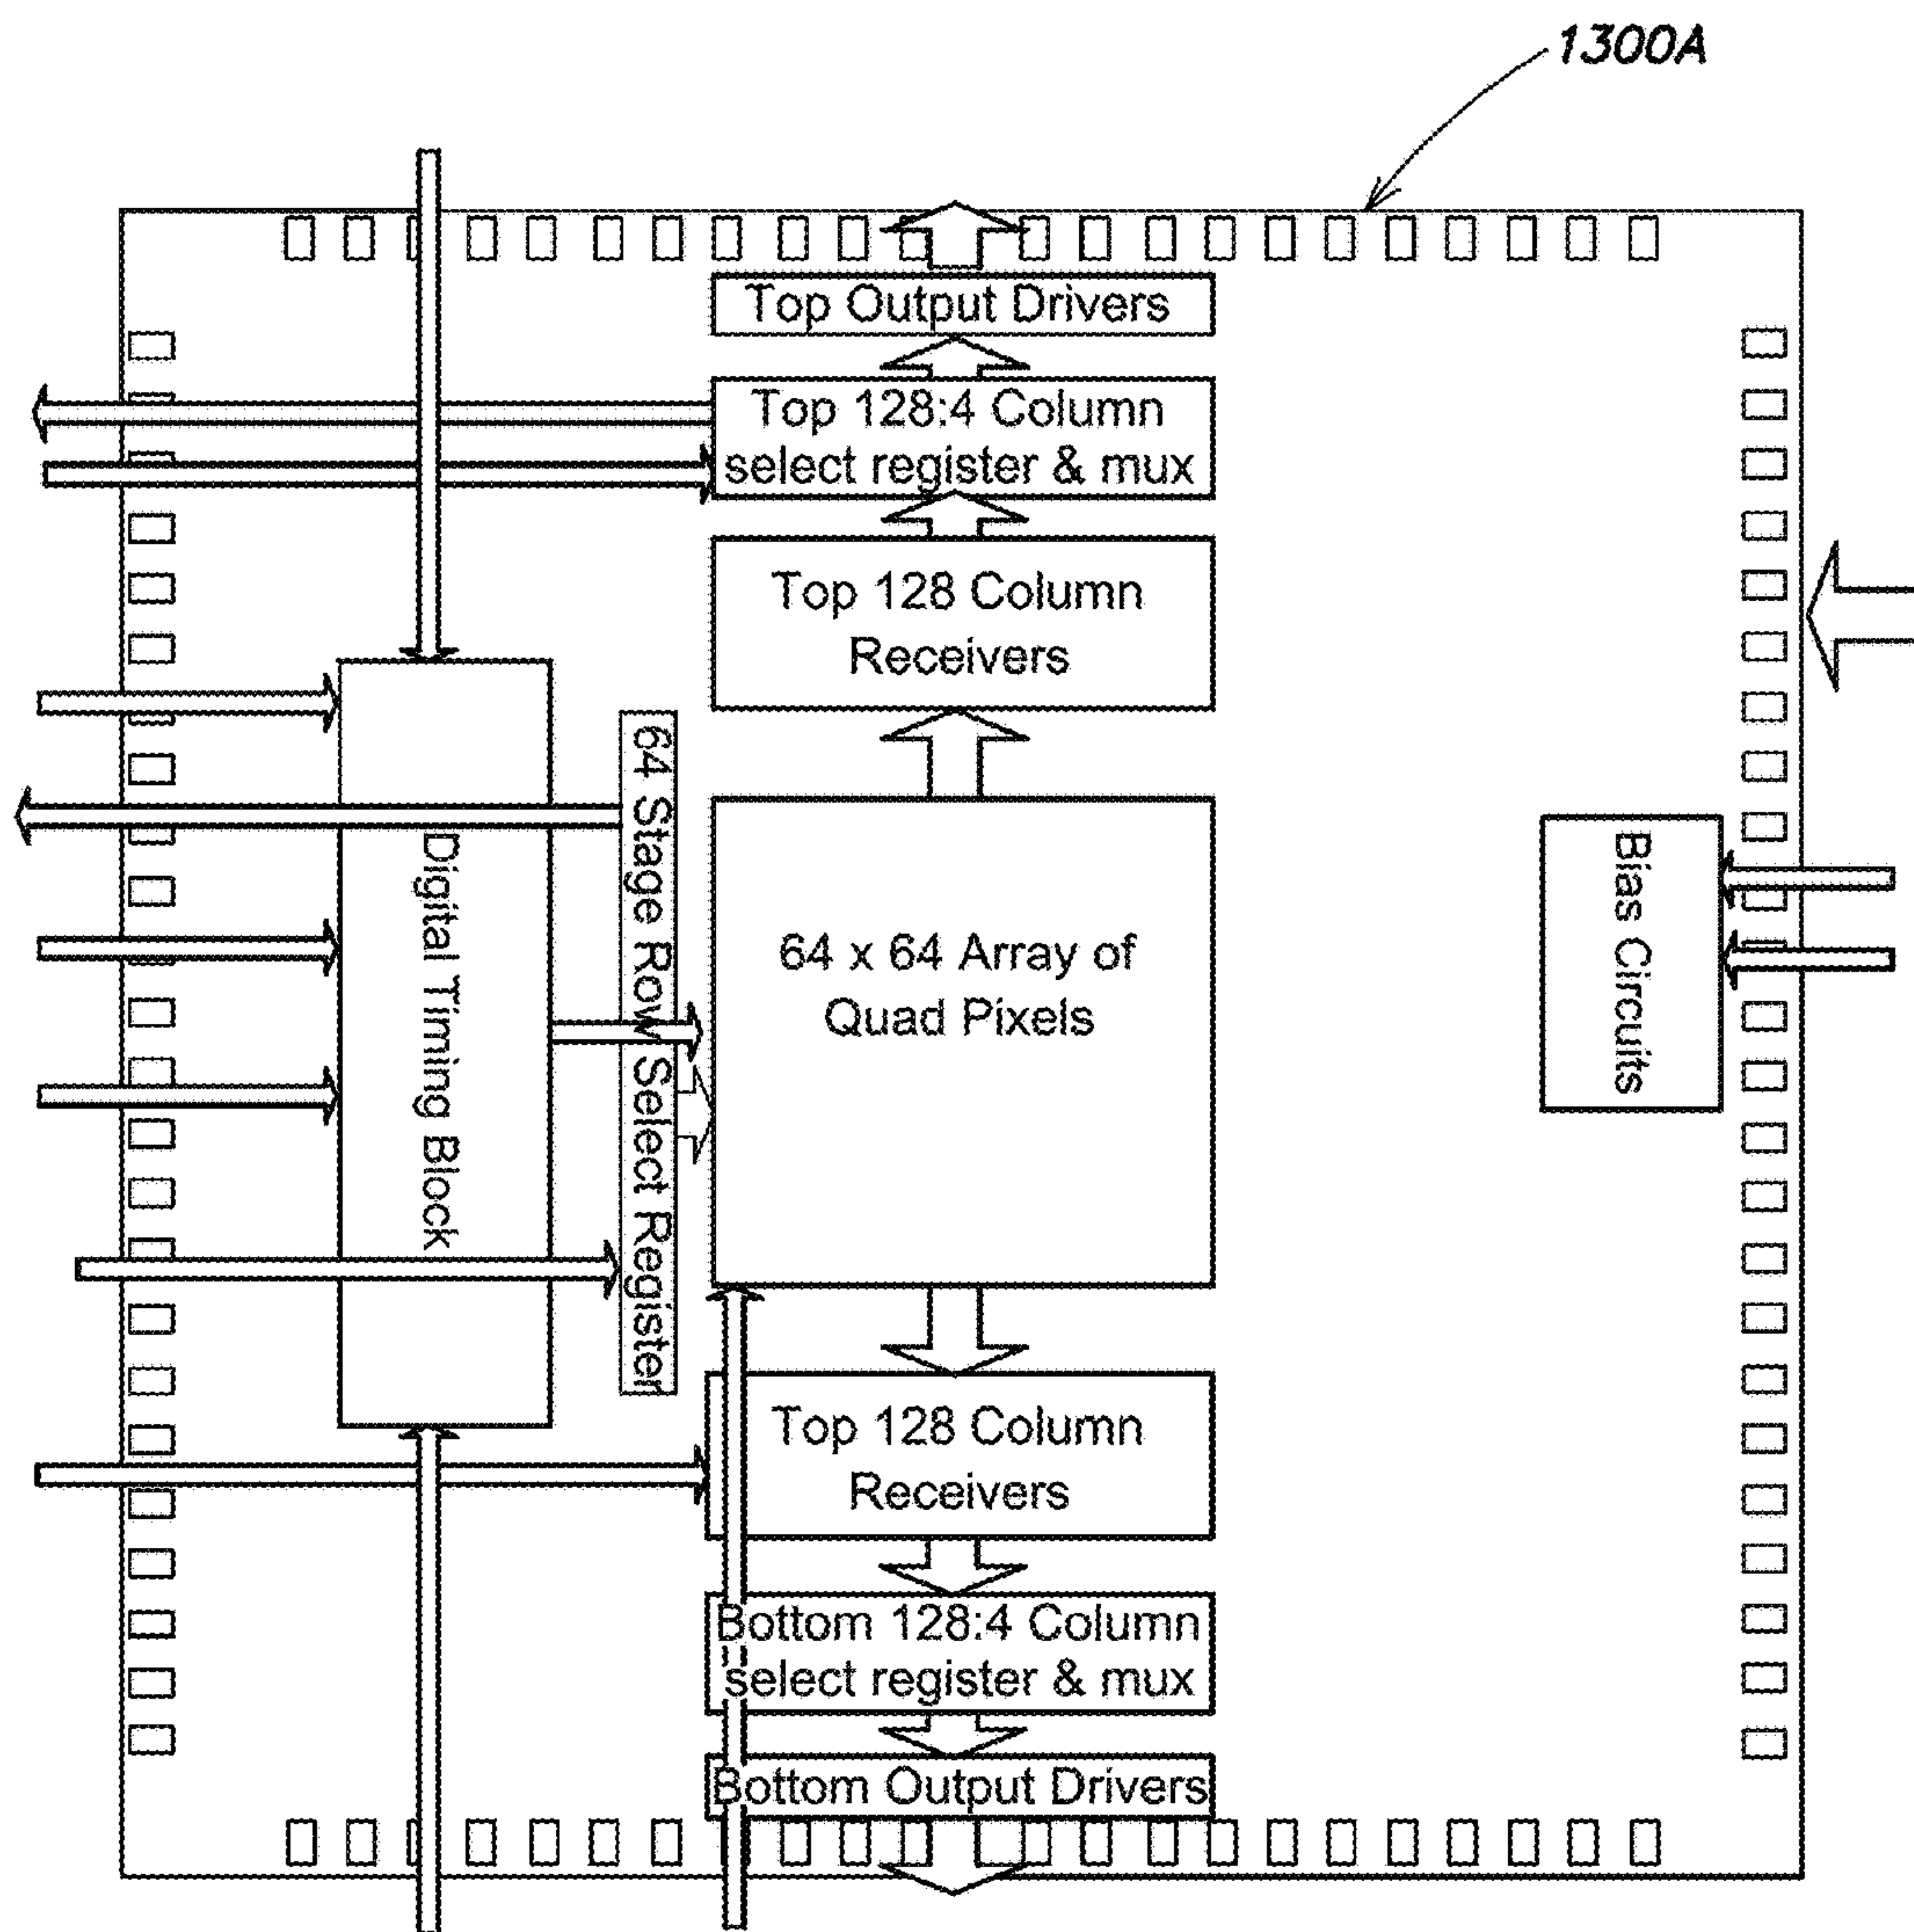 1300A
Top Output Drivers
Top 128:4 Column
select register & mux
Top 128 Column
Receivers
64 Stage Row Select Register
Digital Timing Block
64 x 64 Array of
Quad Pixels
Bias Circuits
Top 128 Column
Receivers
Bottom 128:4 Column
select register & mux
Bottom Output Drivers